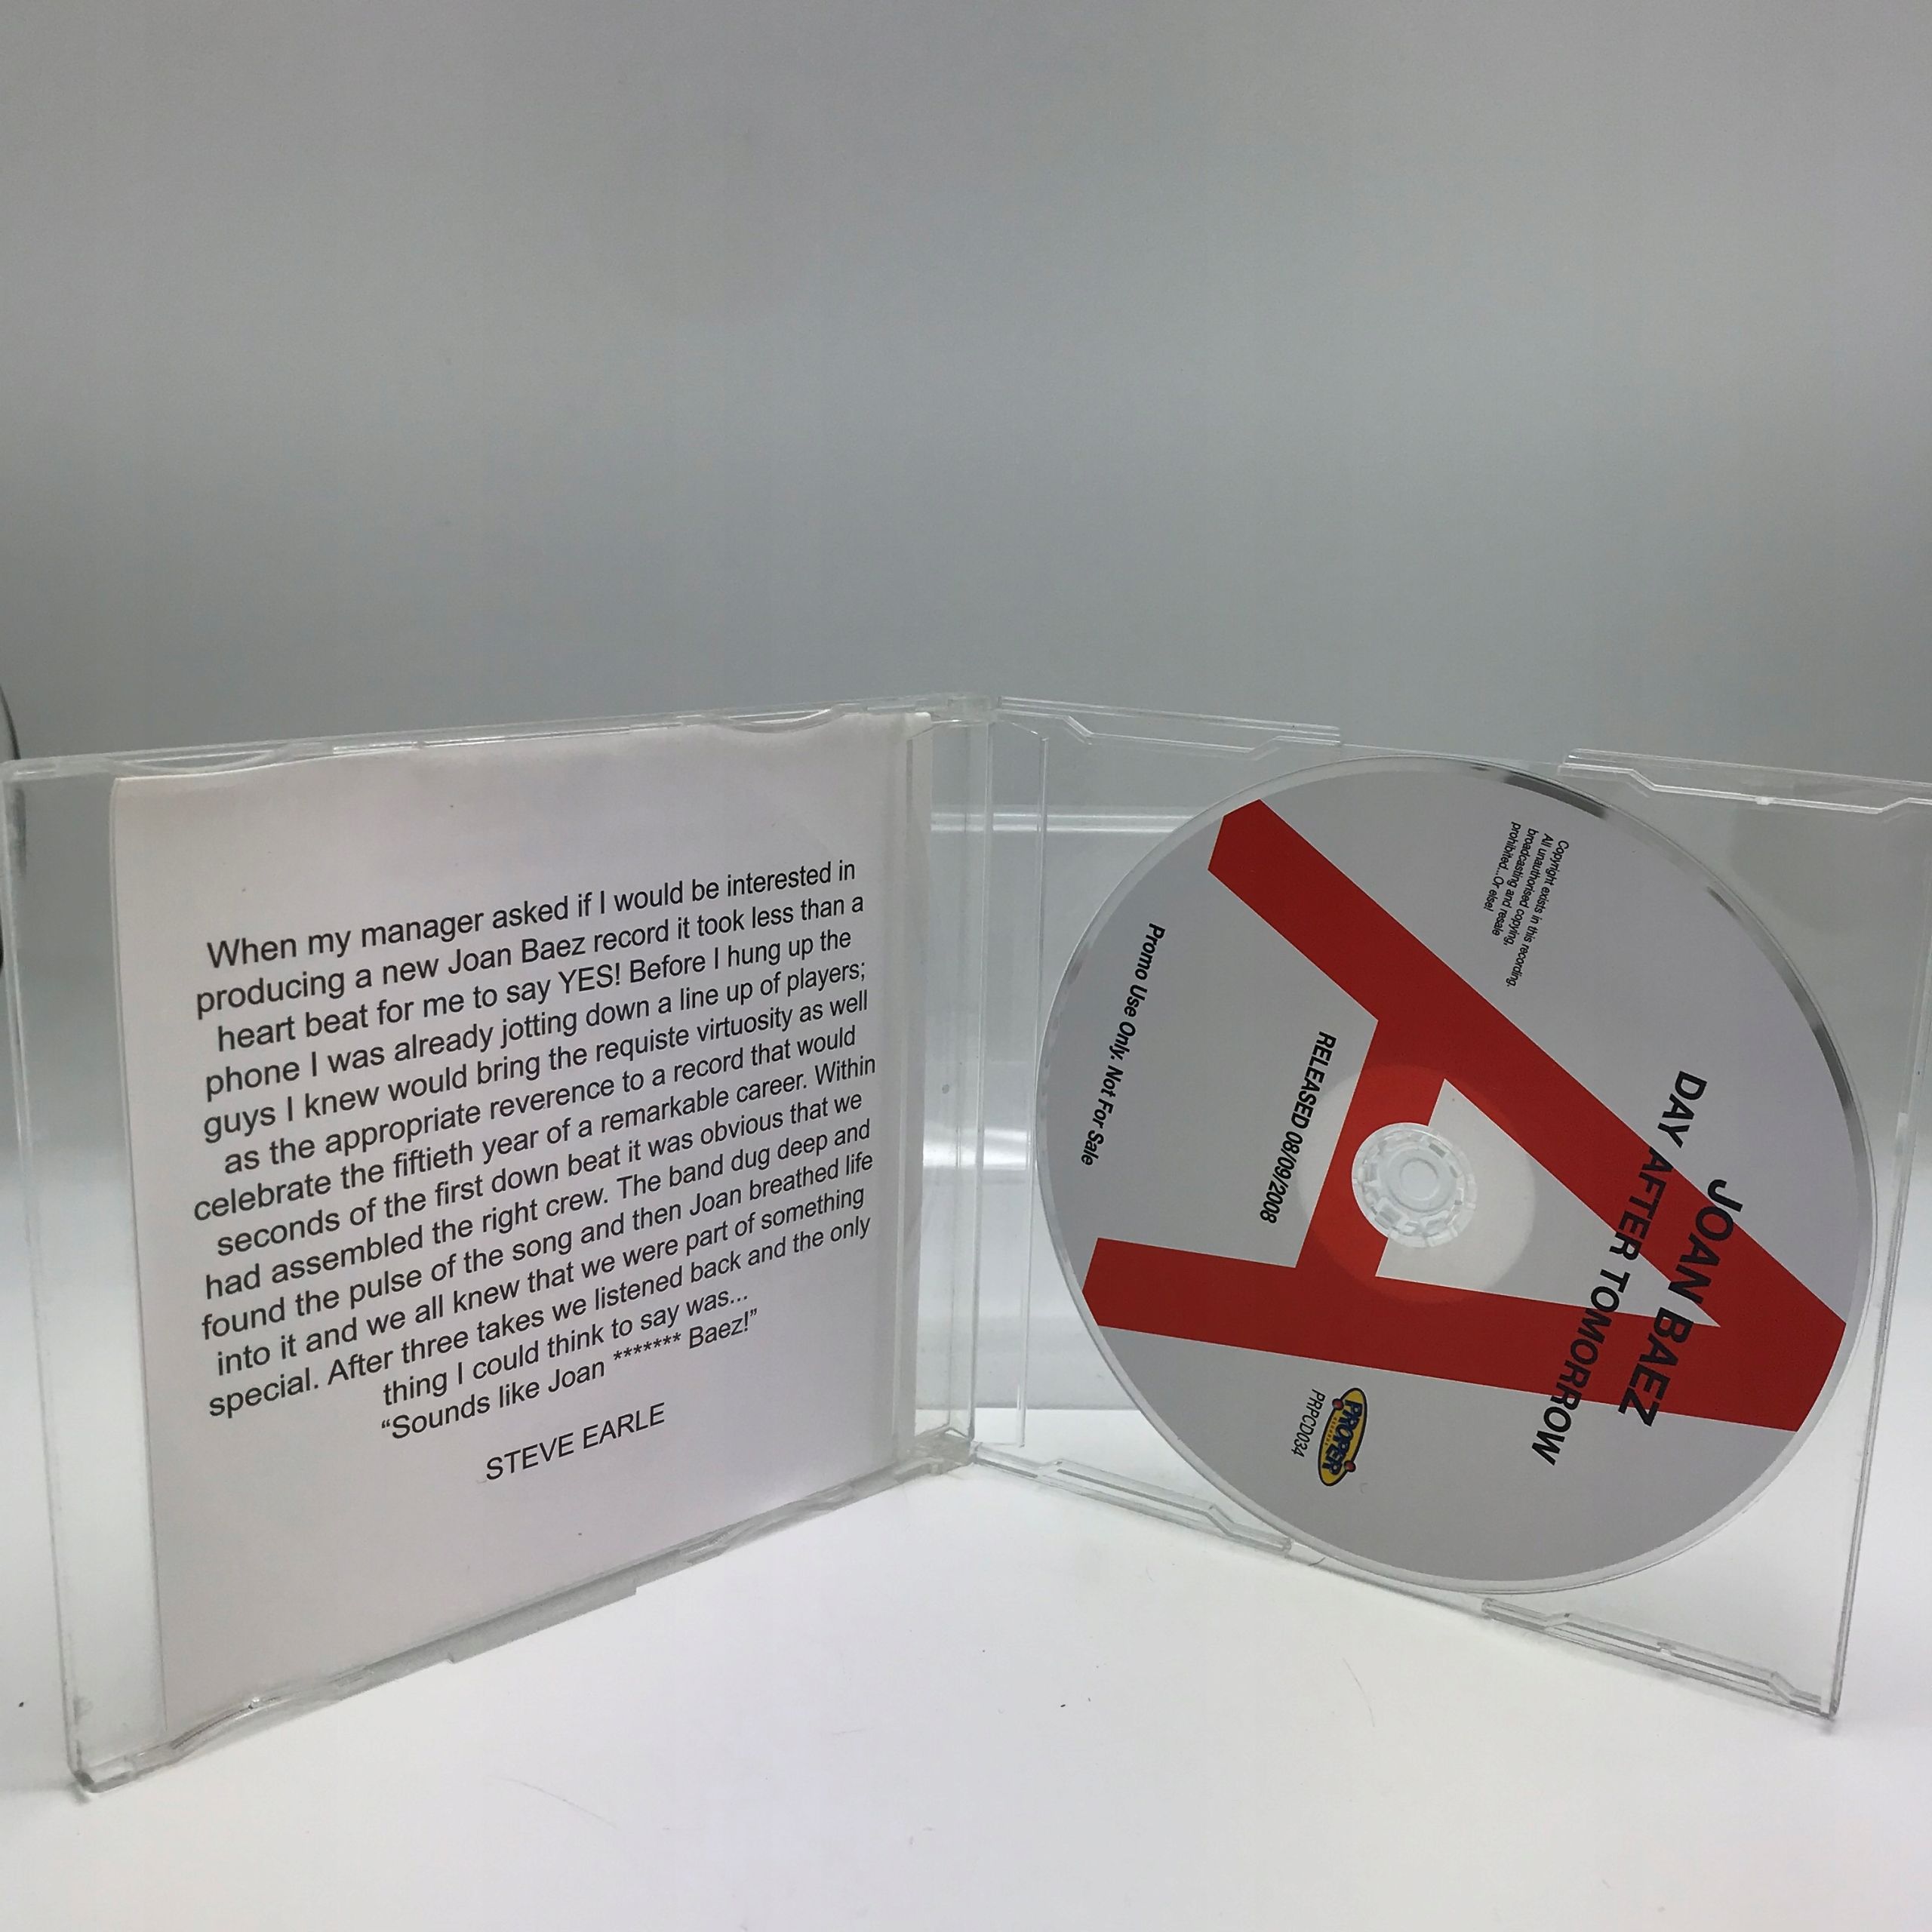 When my manager asked if I would be interested in
producing a new Joan Baez record it took less than a
heart beat for me to say YES! Before I hung up the
phone I was already jotting down a line up of players;
guys I knew would bring the requiste virtuosity as well
as the appropriate reverence to a record that would
celebrate the fiftieth year of a remarkable career. Within
seconds of the first down beat it was obvious that we
had assembled the right crew. The band dug deep and
found the pulse of the song and then Joan breathed life
into it and we all knew that we were part of something
special. After three takes we listened back and the only
thing I could think to say was...
“Sounds like Joan ******* Baez!”
STEVE EARLE
JOAN BAEZ
DAY AFTER TOMORROW
Copyright exists in this recording.
All unauthorised copying,
broadcasting and resale
prohibited...Or else!
PROPER
PRPCD034
RELEASED 08/09/2008
Promo Use Only, Not For Sale